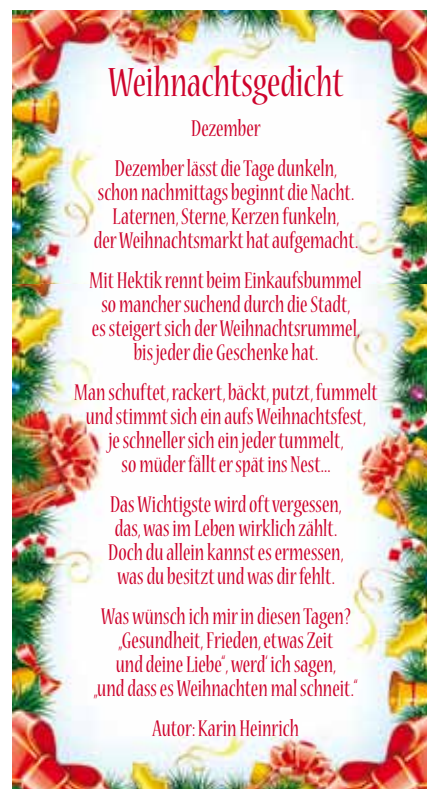 Weihnachtsgedicht
Dezember
Dezember lässt die Tage dunkeln,
schon nachmittags beginnt die Nacht.
Laternen, Sterne, Kerzen funkeln,
der Weihnachtsmarkt hat aufgemacht.
Mit Hektik rennt beim Einkaufsbummel
so mancher suchend durch die Stadt,
es steigert sich der Weihnachtsrummel,
bis jeder die Geschenke hat.
Man schuftet, rackert, bäckt, putzt, fummelt
und stimmt sich ein aufs Weihnachtsfest,
je schneller sich ein jeder tummelt,
so müder fällt er spät ins Nest...
Das Wichtigste wird oft vergessen,
das, was im Leben wirklich zählt.
Doch du allein kannst es ermessen,
was du besitzt und was dir fehlt.
Was wünsch ich mir in diesen Tagen?
„Gesundheit, Frieden, etwas Zeit
und deine Liebe“, werd' ich sagen,
„und dass es Weihnachten mal schneit.“
Autor: Karin Heinrich